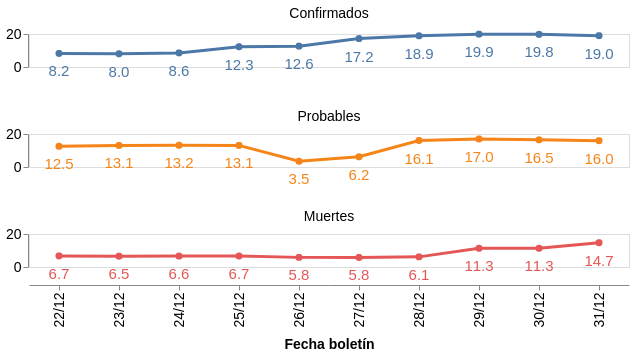 Confirmados
20
0
8.2 8.0 8.6 12.3 12.6 17.2 18.9 19.9 19.8 19.0
Probables
20
0
12.5 13.1 13.2 13.1 3.5 6.2 16.1 17.0 16.5 16.0
Muertes
20
0
6.7 6.5 6.6 6.7 5.8 5.8 6.1 11.3 11.3 14.7
22/12 23/12 24/12 25/12 26/12 27/12 28/12 29/12 30/12 31/12
Fecha boletín